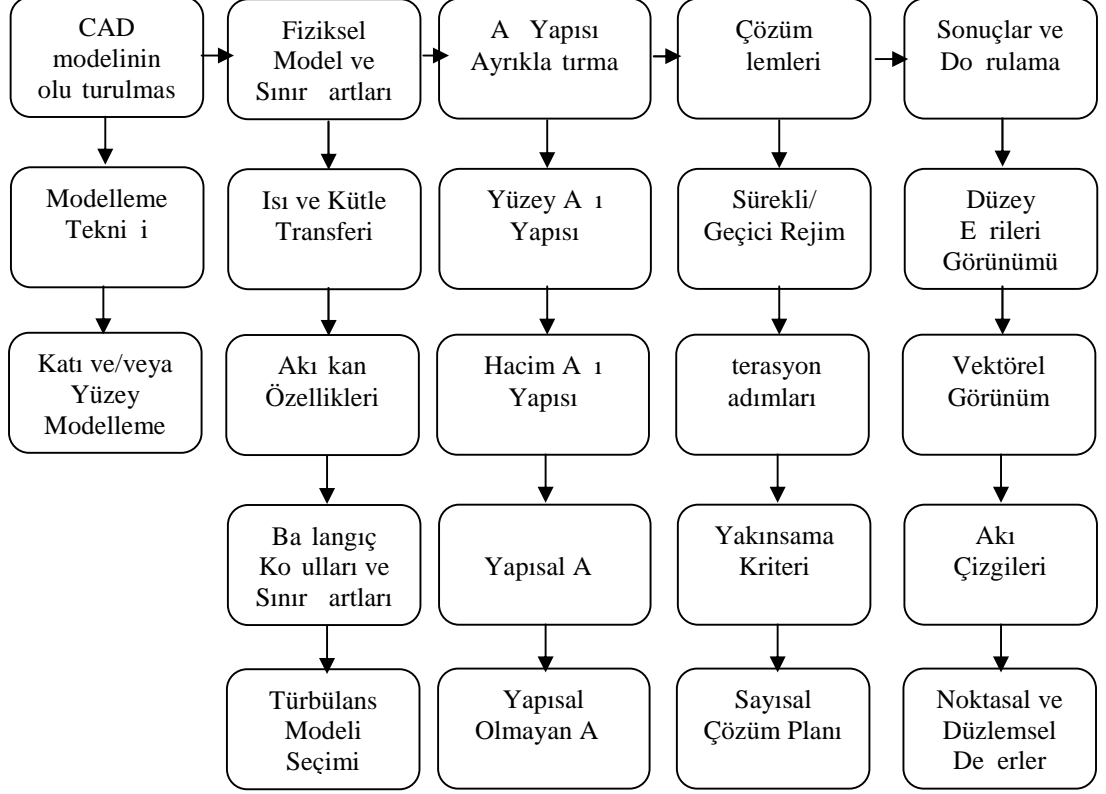 CAD
modelinin
olu turulmas
Fiziksel
Model ve
Sınır artları
A Yapısı
Ayrıkla tırma
Çözüm
lemleri
Sonuçlar ve
Do rulama
Modelleme
Tekni i
Isı ve Kütle
Transferi
Yüzey A ı
Yapısı
Sürekli/
Geçici Rejim
Düzey
E rileri
Görünümü
Katı ve/veya
Yüzey
Modelleme
Akı kan
Özellikleri
Hacim A ı
Yapısı
terasyon
adımları
Vektörel
Görünüm
Ba langıç
Ko ulları ve
Sınır artları
Yapısal A
Yakınsama
Kriteri
Akı
Çizgileri
Türbülans
Modeli
Seçimi
Yapısal
Olmayan A
Sayısal
Çözüm Planı
Noktasal ve
Düzlemsel
De erler